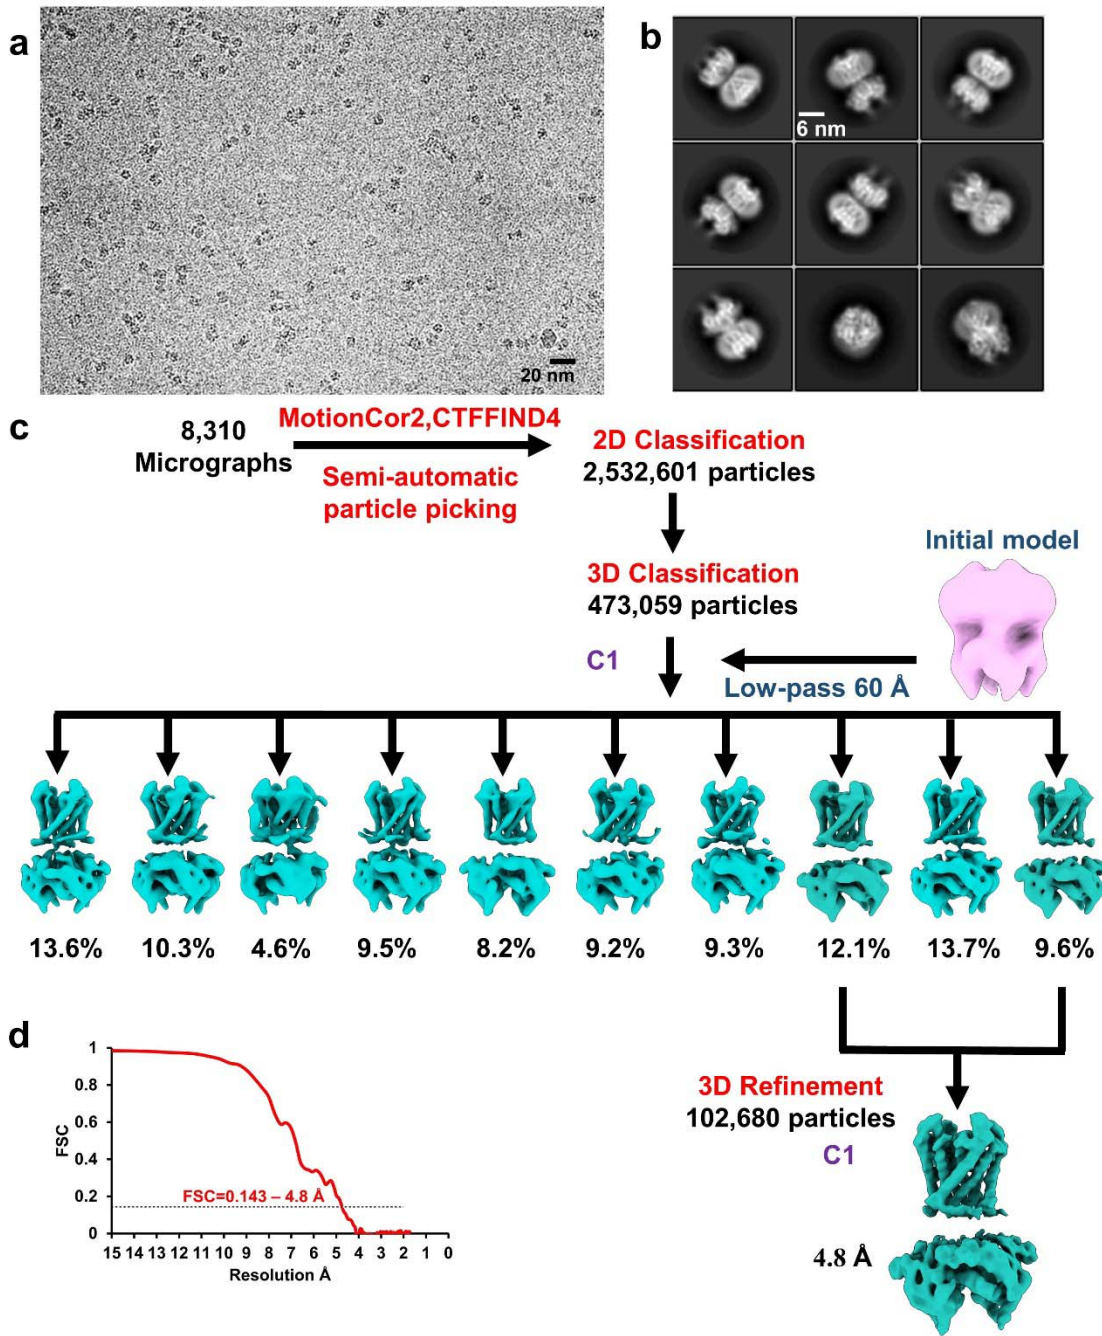 a
20 nm
b
6 nm
c
8,310
Micrographs
MotionCor2,CTFFIND4
Semi-automatic
particle picking
2D Classification
2,532,601 particles
3D Classification
473,059 particles
C1
Initial model
Low-pass 60 Å
13.6% 10.3% 4.6% 9.5% 8.2% 9.2% 9.3% 12.1% 13.7% 9.6%
3D Refinement
102,680 particles
C1
4.8 Å
d
FSC
1
0.8
0.6
0.4
0.2
0
FSC=0.143 – 4.8 Å
15 14 13 12 11 10 9 8 7 6 5 4 3 2 1 0
Resolution Å